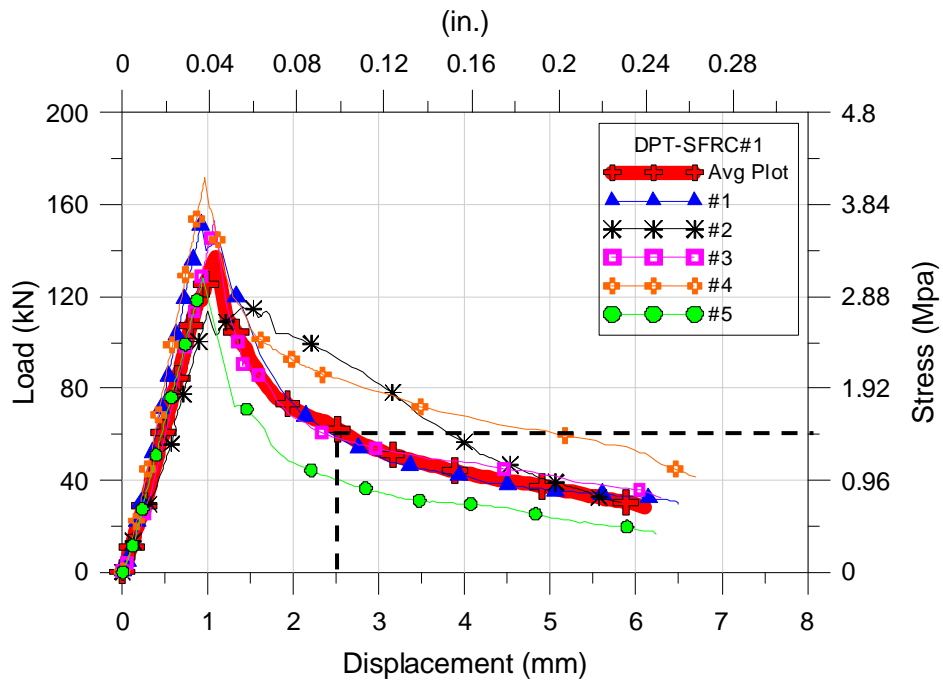 (in.)
0 0.04 0.08 0.12 0.16 0.2 0.24 0.28
200 4.8
160 3.84
120 2.88
80 1.92
40 0.96
0 0
Load (kN)
Stress (Mpa)
DPT-SFRC#1
Avg Plot
#1
#2
#3
#4
#5
0 1 2 3 4 5 6 7 8
Displacement (mm)